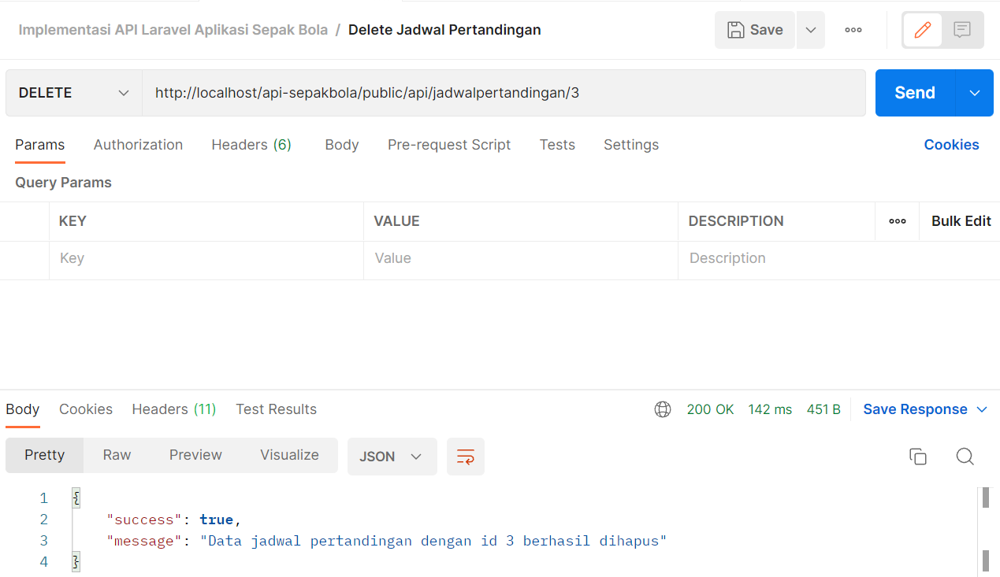 Implementasi API Laravel Aplikasi Sepak Bola / Delete Jadwal Pertandingan Save
DELETE http://localhost/api-sepakbola/public/api/jadwalpertandingan/3 Send
Params Authorization Headers (6) Body Pre-request Script Tests Settings Cookies
Query Params
KEY VALUE DESCRIPTION Bulk Edit
Key Value Description
Body Cookies Headers (11) Test Results 200 OK 142 ms 451 B Save Response
Pretty Raw Preview Visualize JSON
1 {
2 "success": true,
3 "message": "Data jadwal pertandingan dengan id 3 berhasil dihapus"
4 }